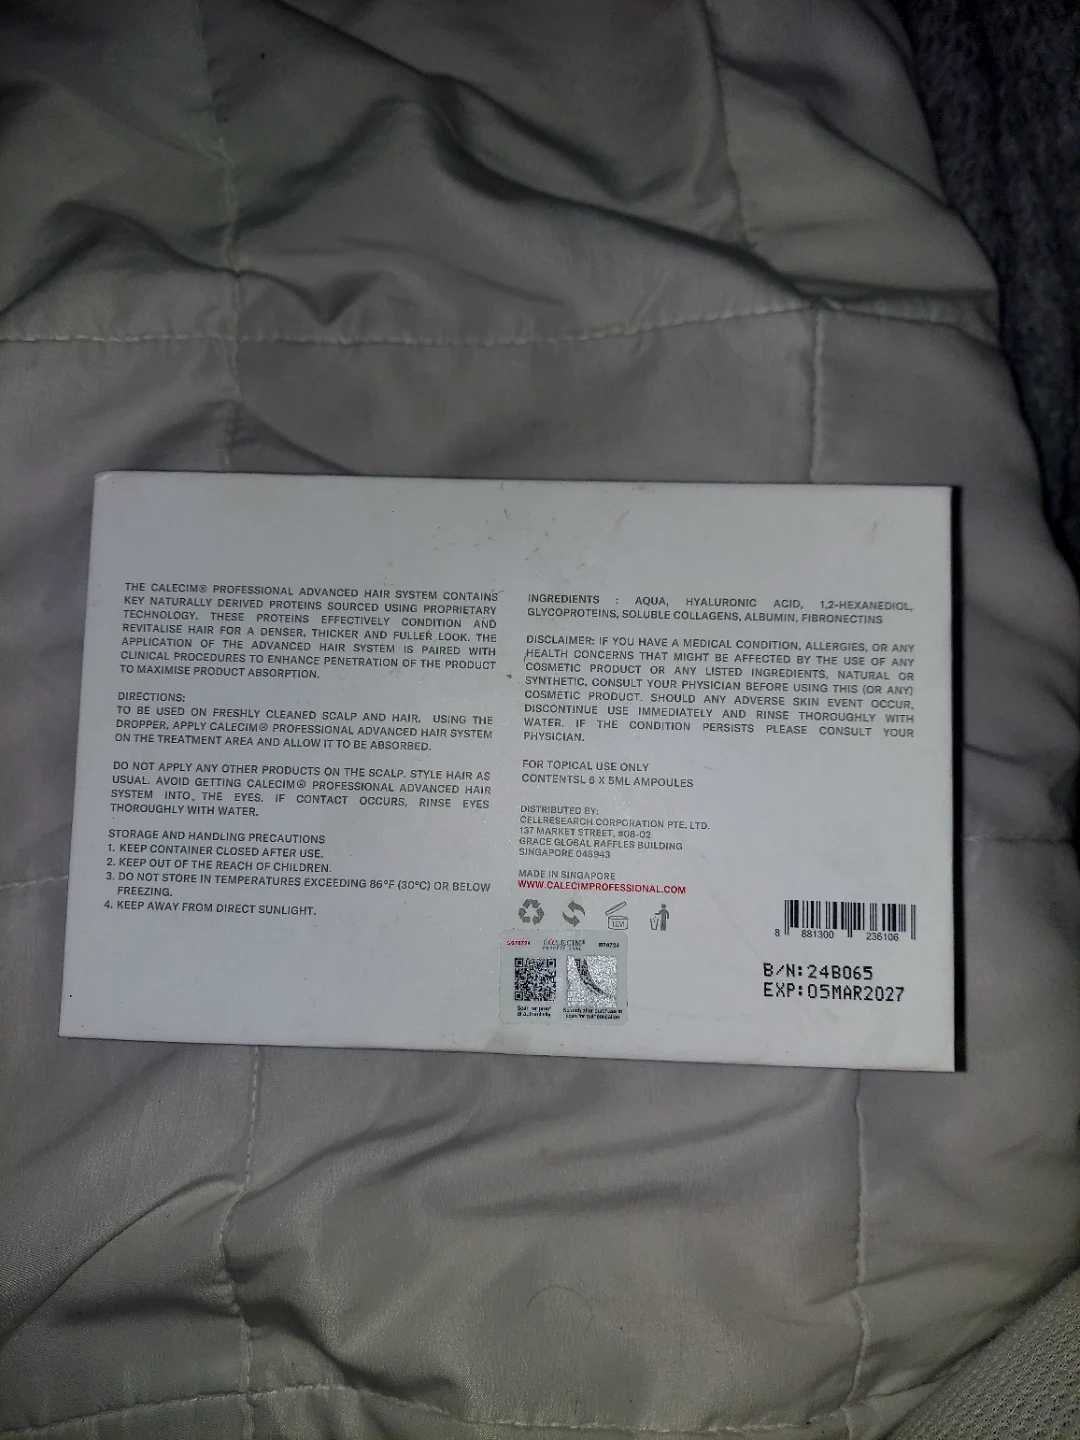 THE CALECIM® PROFESSIONAL ADVANCED HAIR SYSTEM CONTAINS
KEY NATURALLY DERIVED PROTEINS SOURCED USING PROPRIETARY
TECHNOLOGY. THESE PROTEINS EFFECTIVELY CONDITION AND
REVITALISE HAIR FOR A DENSER, THICKER AND FULLER LOOK. THE
APPLICATION OF THE ADVANCED HAIR SYSTEM IS PAIRED WITH
CLINICAL PROCEDURES TO ENHANCE PENETRATION OF THE PRODUCT
TO MAXIMISE PRODUCT ABSORPTION.
DIRECTIONS:
TO BE USED ON FRESHLY CLEANED SCALP AND HAIR. USING THE
DROPPER, APPLY CALECIM® PROFESSIONAL ADVANCED HAIR SYSTEM
ON THE TREATMENT AREA AND ALLOW IT TO BE ABSORBED.
DO NOT APPLY ANY OTHER PRODUCTS ON THE SCALP. STYLE HAIR AS
USUAL. AVOID GETTING CALECIM® PROFESSIONAL ADVANCED HAIR
SYSTEM INTO THE EYES. IF CONTACT OCCURS, RINSE EYES
THOROUGHLY WITH WATER.
STORAGE AND HANDLING PRECAUTIONS
1. KEEP CONTAINER CLOSED AFTER USE.
2. KEEP OUT OF THE REACH OF CHILDREN.
3. DO NOT STORE IN TEMPERATURES EXCEEDING 86°F (30°C) OR BELOW
FREEZING.
4. KEEP AWAY FROM DIRECT SUNLIGHT.
INGREDIENTS : AQUA, HYALURONIC ACID, 1,2-HEXANEDIOL,
GLYCOPROTEINS, SOLUBLE COLLAGENS, ALBUMIN, FIBRONECTINS
DISCLAIMER: IF YOU HAVE A MEDICAL CONDITION, ALLERGIES, OR ANY
HEALTH CONCERNS THAT MIGHT BE AFFECTED BY THE USE OF ANY
COSMETIC PRODUCT OR ANY LISTED INGREDIENTS, NATURAL OR
SYNTHETIC, CONSULT YOUR PHYSICIAN BEFORE USING THIS (OR ANY)
COSMETIC PRODUCT. SHOULD ANY ADVERSE SKIN EVENT OCCUR,
DISCONTINUE USE IMMEDIATELY AND RINSE THOROUGHLY WITH
WATER. IF THE CONDITION PERSISTS PLEASE CONSULT YOUR
PHYSICIAN.
FOR TOPICAL USE ONLY
CONTENTSL 6 X 5ML AMPOULES
DISTRIBUTED BY:
CELLRESEARCH CORPORATION PTE. LTD.
137 MARKET STREET, #08-02
GRACE GLOBAL RAFFLES BUILDING
SINGAPORE 048943
MADE IN SINGAPORE
WWW.CALECIMPROFESSIONAL.COM
12M
CALECIM®
8 881300 236106
B/N:24B065
EXP:05MAR2027